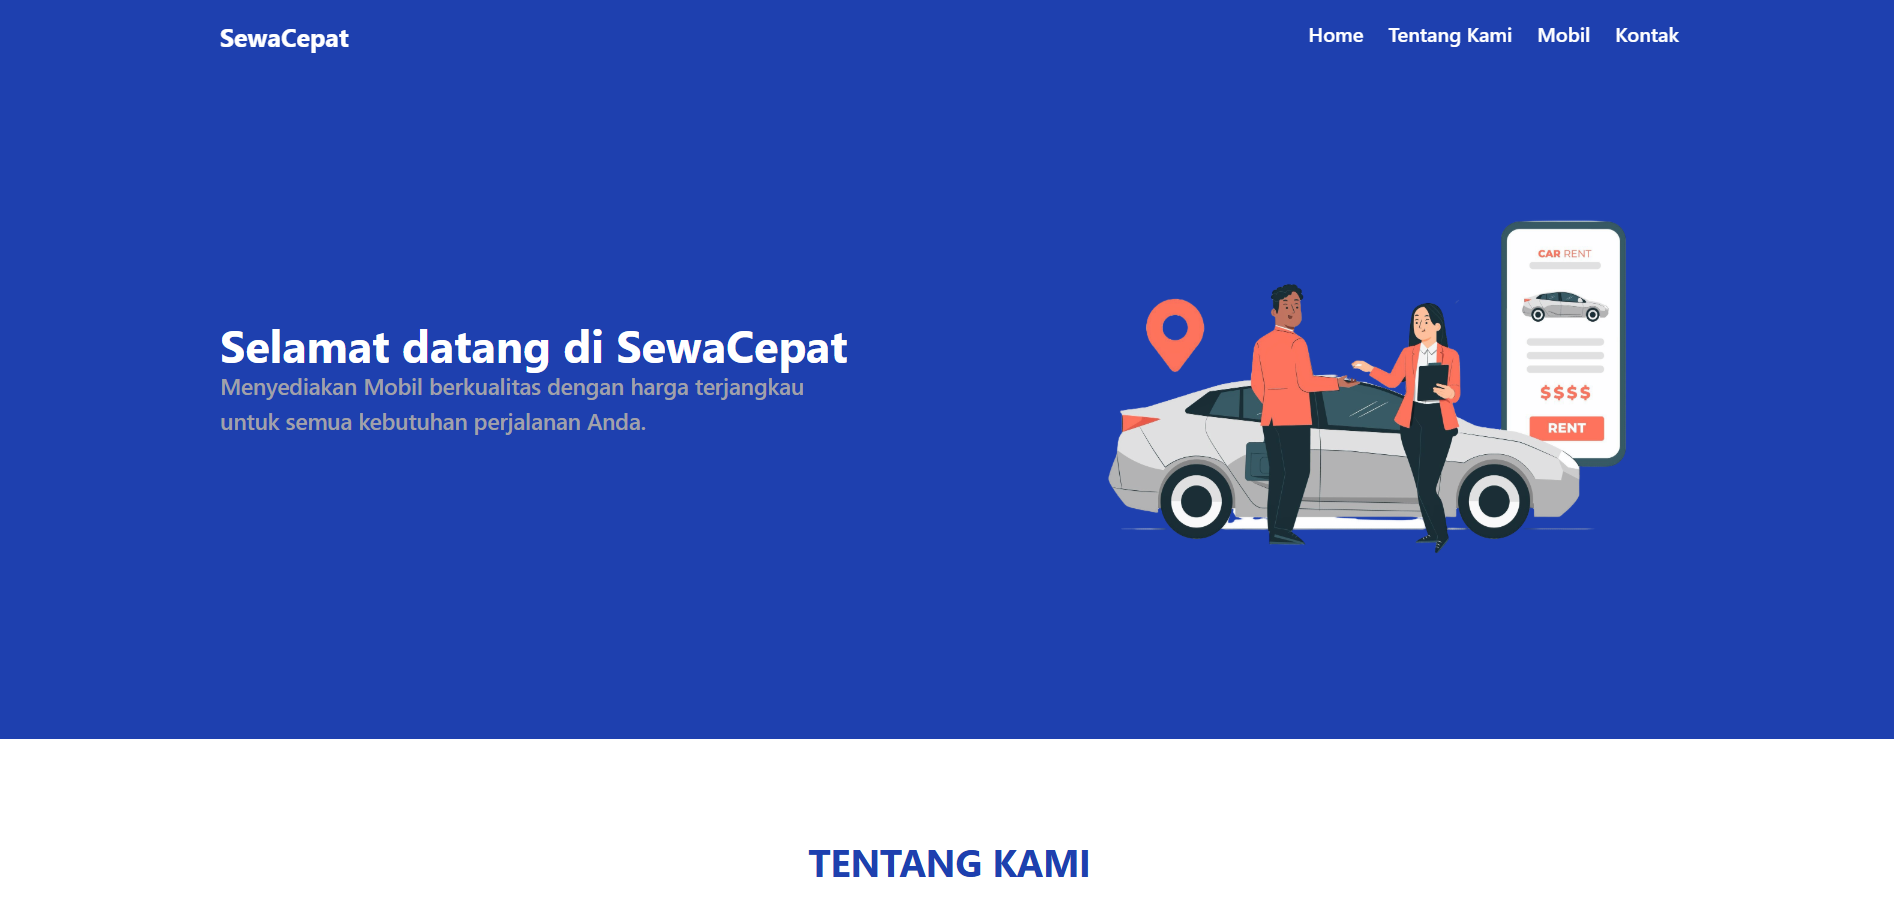 SewaCepat
Home Tentang Kami Mobil Kontak
CAR RENT
Selamat datang di SewaCepat
Menyediakan Mobil berkualitas dengan harga terjangkau
untuk semua kebutuhan perjalanan Anda.
$$$$
RENT
TENTANG KAMI